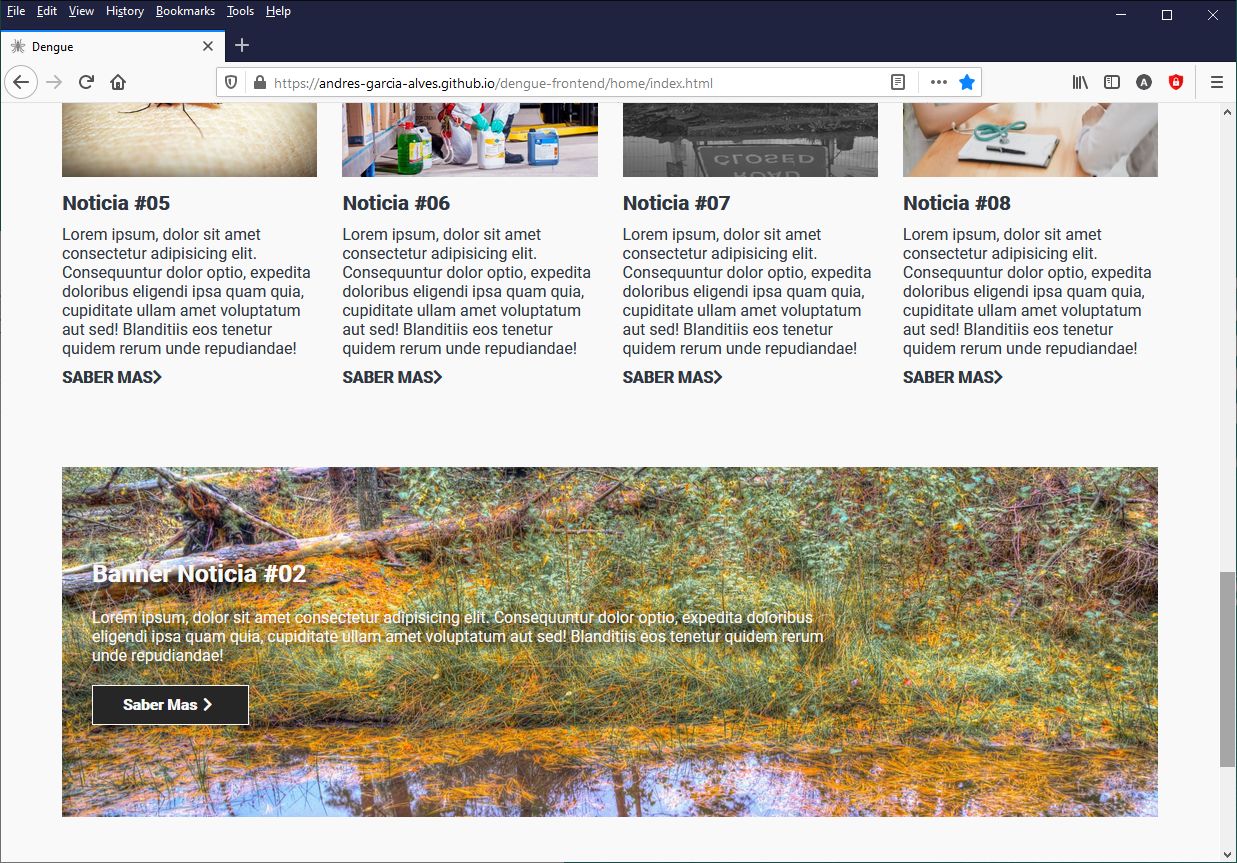 File Edit View History Bookmarks Tools Help
Dengue
https://andres-garcia-alves.github.io/dengue-frontend/home/index.html
A
CLOSED
ROAD
Noticia #05
Lorem ipsum, dolor sit amet
consectetur adipisicing elit.
Consequuntur dolor optio, expedita
doloribus eligendi ipsa quam quia,
cupiditate ullam amet voluptatum
aut sed! Blanditiis eos tenetur
quidem rerum unde repudiandae!
SABER MAS
Noticia #06
Lorem ipsum, dolor sit amet
consectetur adipisicing elit.
Consequuntur dolor optio, expedita
doloribus eligendi ipsa quam quia,
cupiditate ullam amet voluptatum
aut sed! Blanditiis eos tenetur
quidem rerum unde repudiandae!
SABER MAS
Noticia #07
Lorem ipsum, dolor sit amet
consectetur adipisicing elit.
Consequuntur dolor optio, expedita
doloribus eligendi ipsa quam quia,
cupiditate ullam amet voluptatum
aut sed! Blanditiis eos tenetur
quidem rerum unde repudiandae!
SABER MAS
Noticia #08
Lorem ipsum, dolor sit amet
consectetur adipisicing elit.
Consequuntur dolor optio, expedita
doloribus eligendi ipsa quam quia,
cupiditate ullam amet voluptatum
aut sed! Blanditiis eos tenetur
quidem rerum unde repudiandae!
SABER MAS
Banner Noticia #02
Lorem ipsum, dolor sit amet consectetur adipisicing elit. Consequuntur dolor optio, expedita doloribus
eligendi ipsa quam quia, cupiditate ullam amet voluptatum aut sed! Blanditiis eos tenetur quidem rerum
unde repudiandae!
Saber Mas